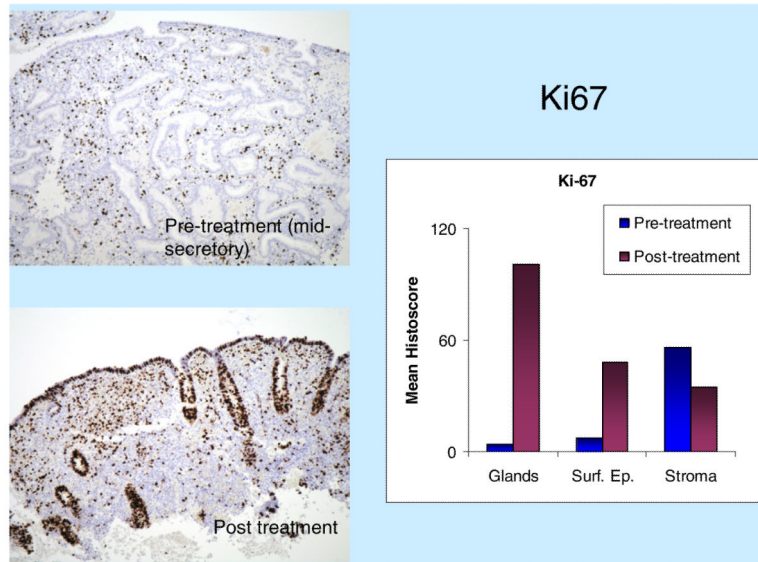 Ki67
Pre-treatment (mid-
secretory)
Post treatment
Ki-67
Mean Histoscore
120
60
0
Pre-treatment
Post-treatment
Glands
Surf. Ep.
Stroma